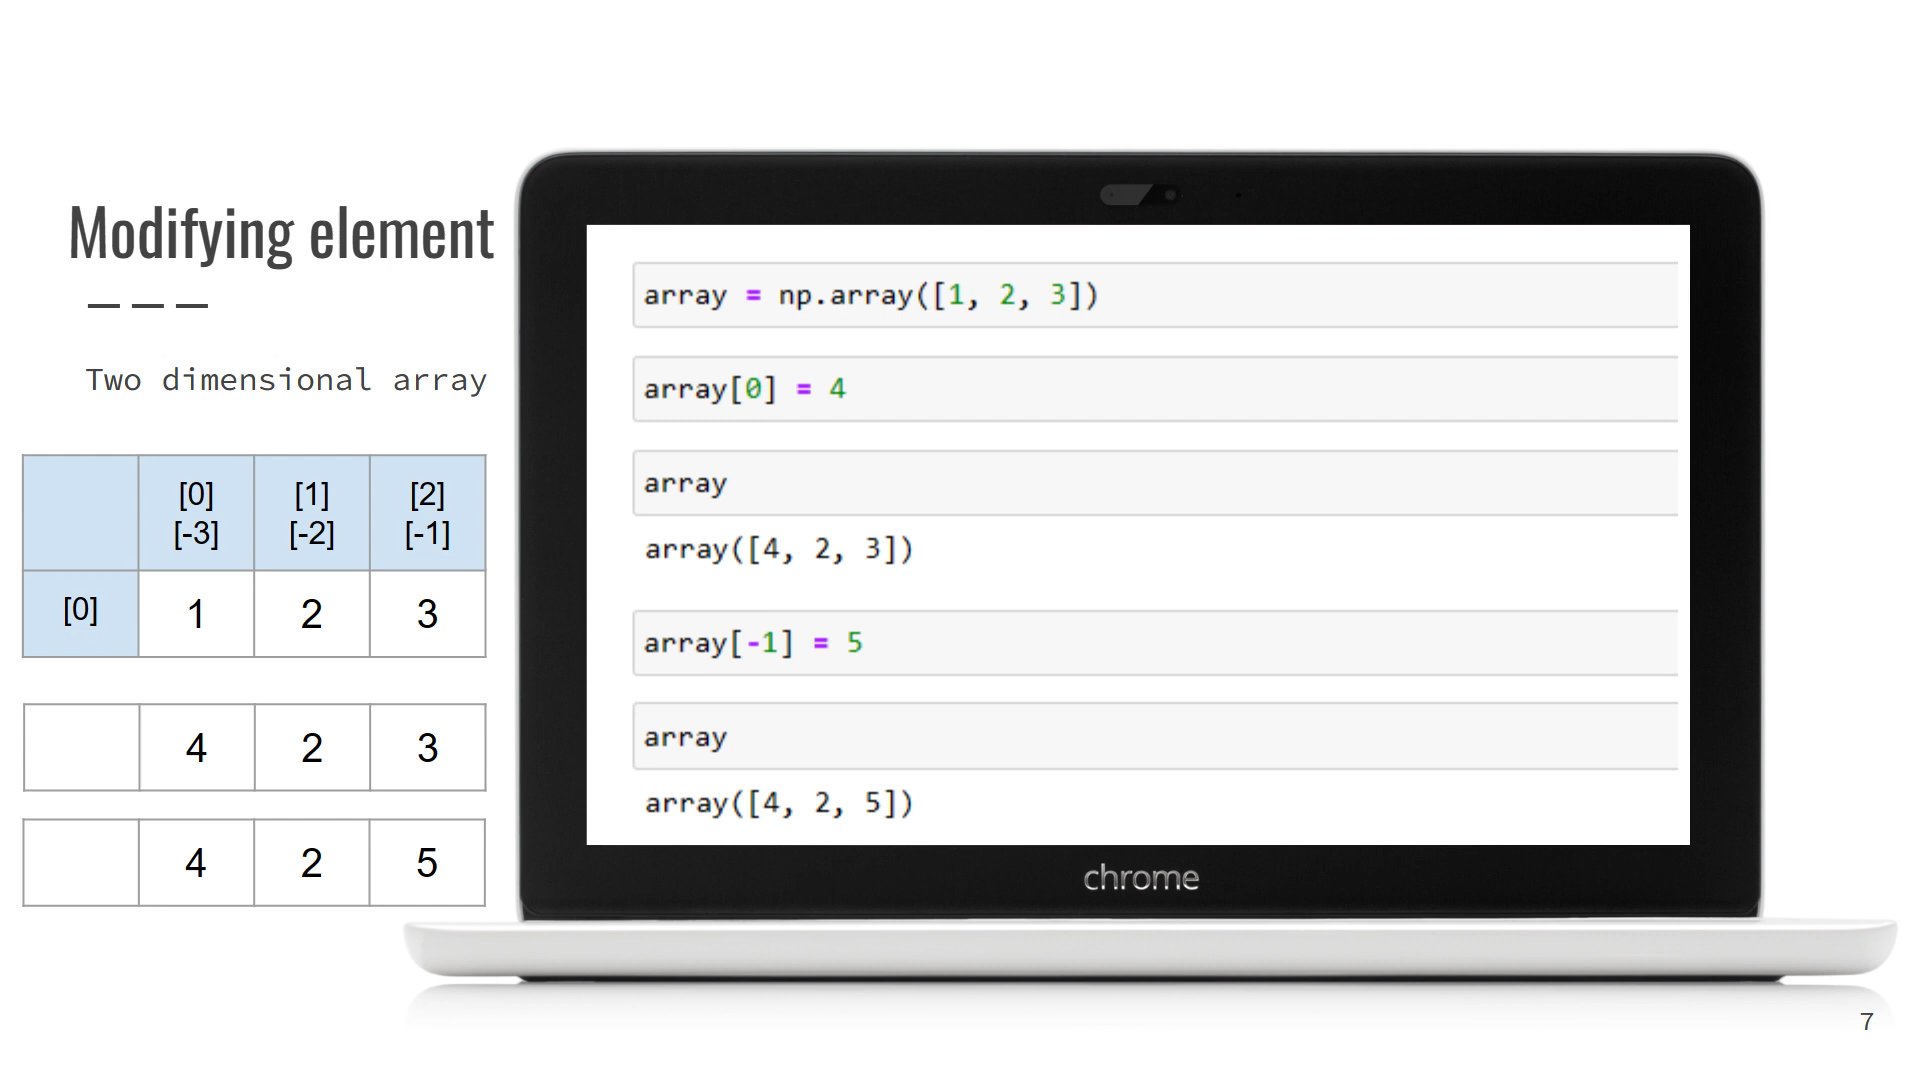 Modifying element
Two dimensional array
[0] [1] [2]
[-3] [-2] [-1]
[0] 1 2 3
4 2 3
4 2 5
array = np.array([1, 2, 3])
array[0] = 4
array
array([4, 2, 3])
array[-1] = 5
array
array([4, 2, 5])
chrome
7